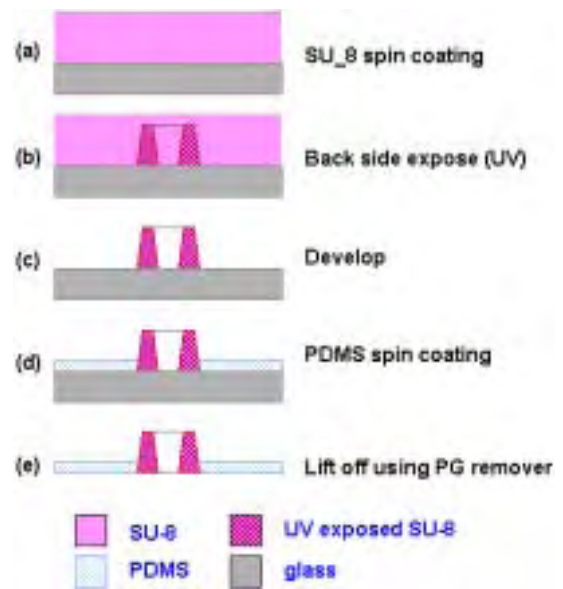 (a) SU_8 spin coating
(b) Back side expose (UV)
(c) Develop
(d) PDMS spin coating
(e) Lift off using PG remover
SU-8 UV exposed SU-8
PDMS glass